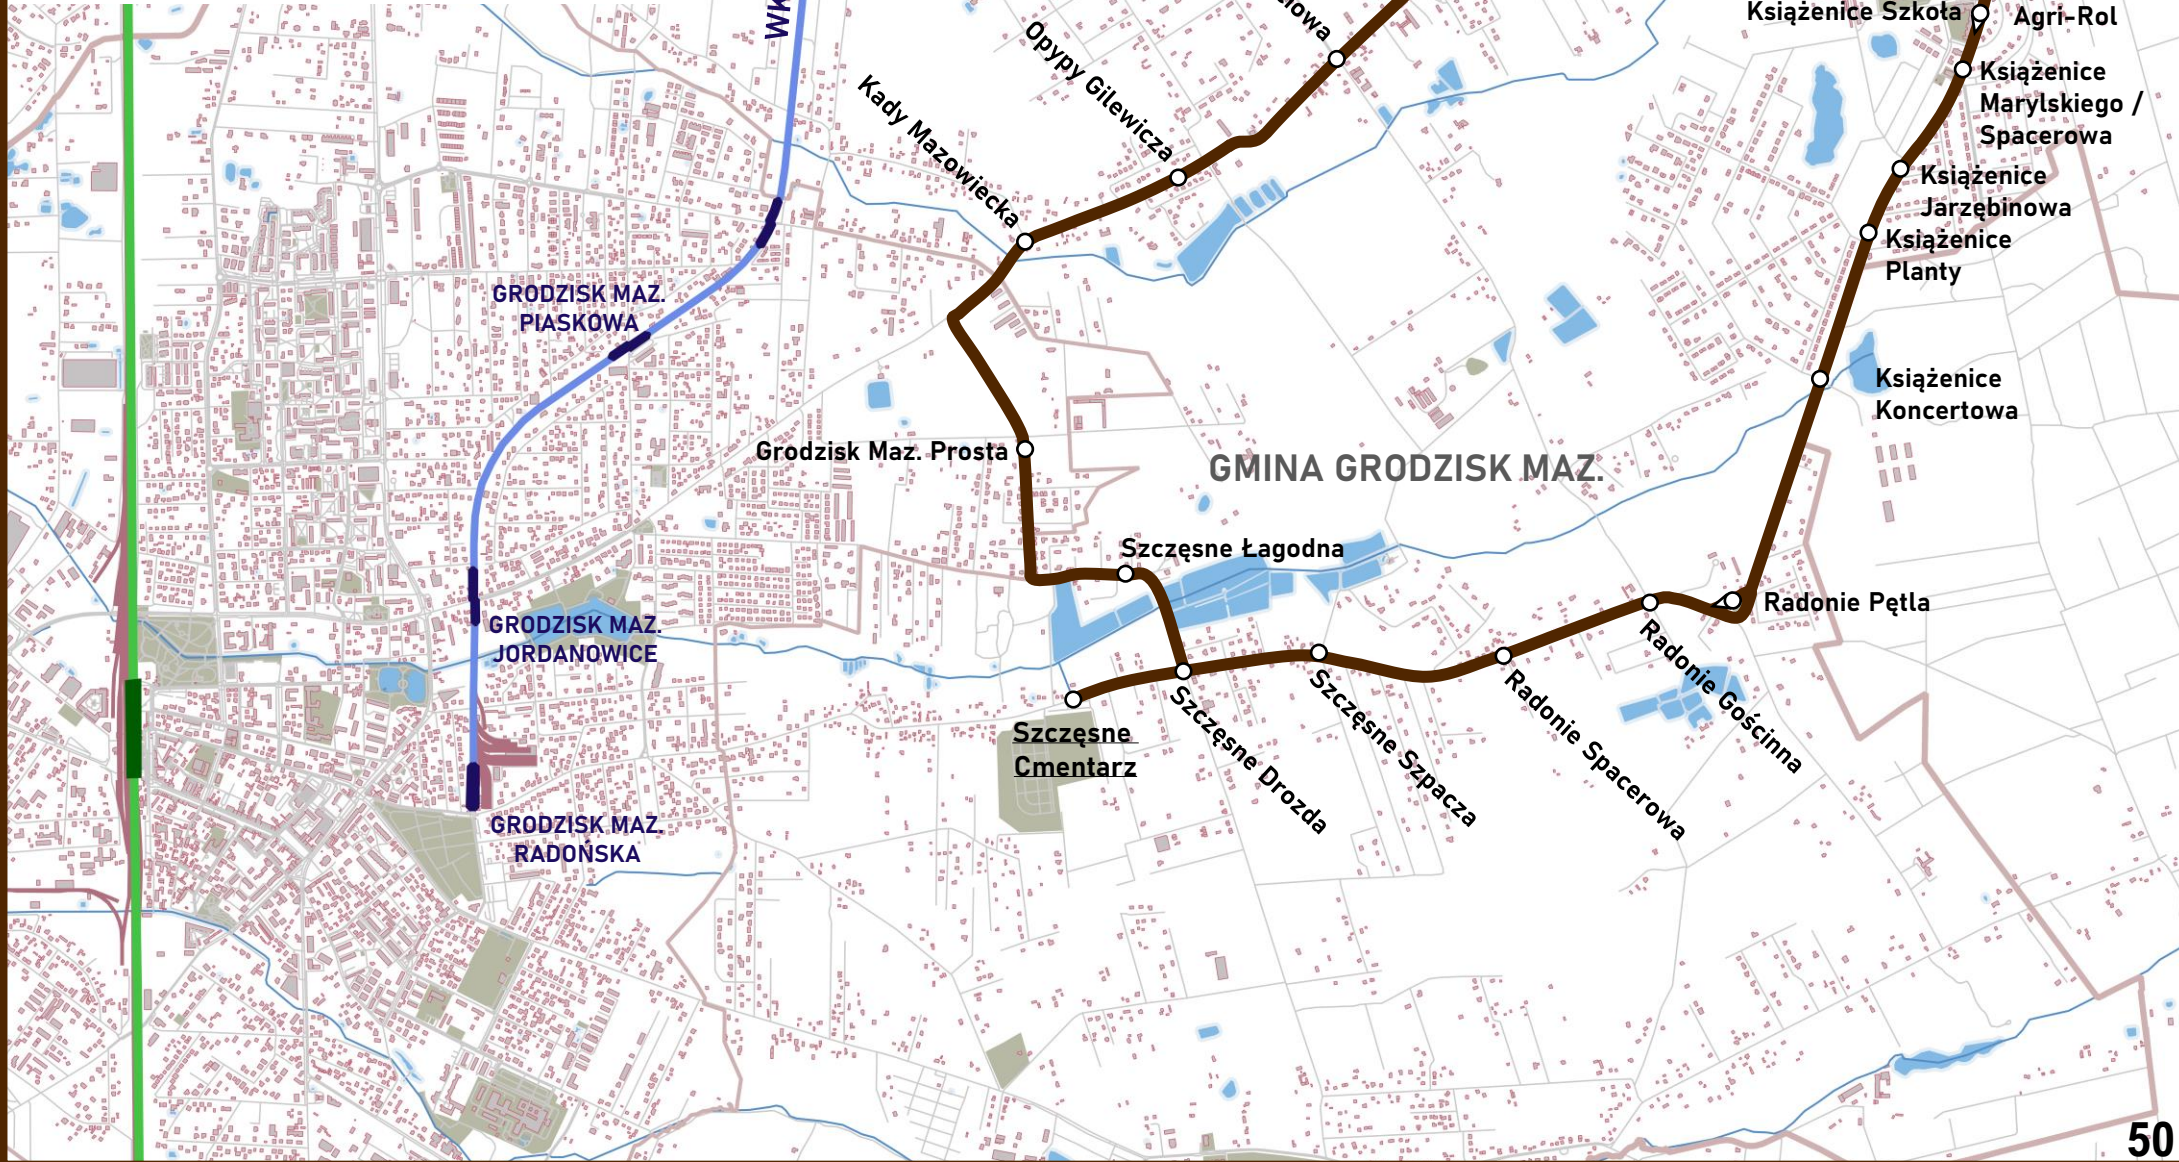 Książenice Szkoła
Agri-Rol
WK
Opypy Gilewicza
Książenice
Marylskiego /
Spacerowa
Kady Mazowiecka
Książenice
Jarzębinowa
Książenice
Planty
GRODZISK MAZ.
PIASKOWA
Książenice
Koncertowa
Grodzisk Maz. Prosta
GMINA GRODZISK MAZ.
Szczęsne Łagodna
Radonie Pętla
GRODZISK MAZ.
JORDANOWICE
Radonie Gościnna
Szczęsne Szpacza
Radonie Spacerowa
Szczęsne Drozda
Szczęsne
Cmentarz
GRODZISK MAZ.
RADOŃSKA
50